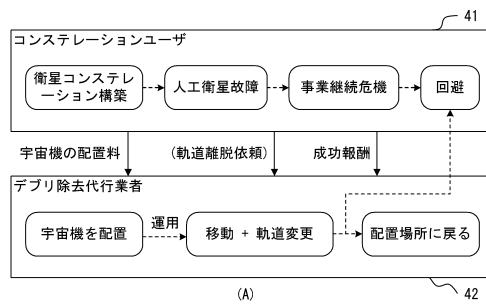 41
コンステレーションユーザ
衛星コンステレ
ーション構築
人工衛星故障
事業継続危機
回避
宇宙機の配置料
(軌道離脱依頼)
成功報酬
デブリ除去代行業者
宇宙機を配置
運用
移動 + 軌道変更
配置場所に戻る
42
(A)